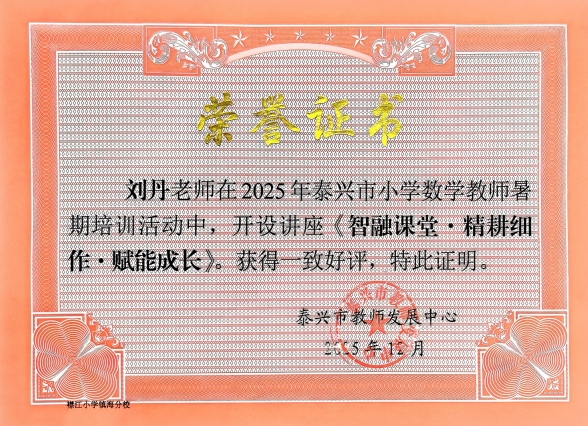 荣誉证书
刘丹老师在2025年泰兴市小学数学教师暑
期培训活动中，开设讲座《智融课堂·精耕细
作·赋能成长》。获得一致好评，特此证明。
泰兴市教师发展中心
2025年12月
襟江小学镇海分校